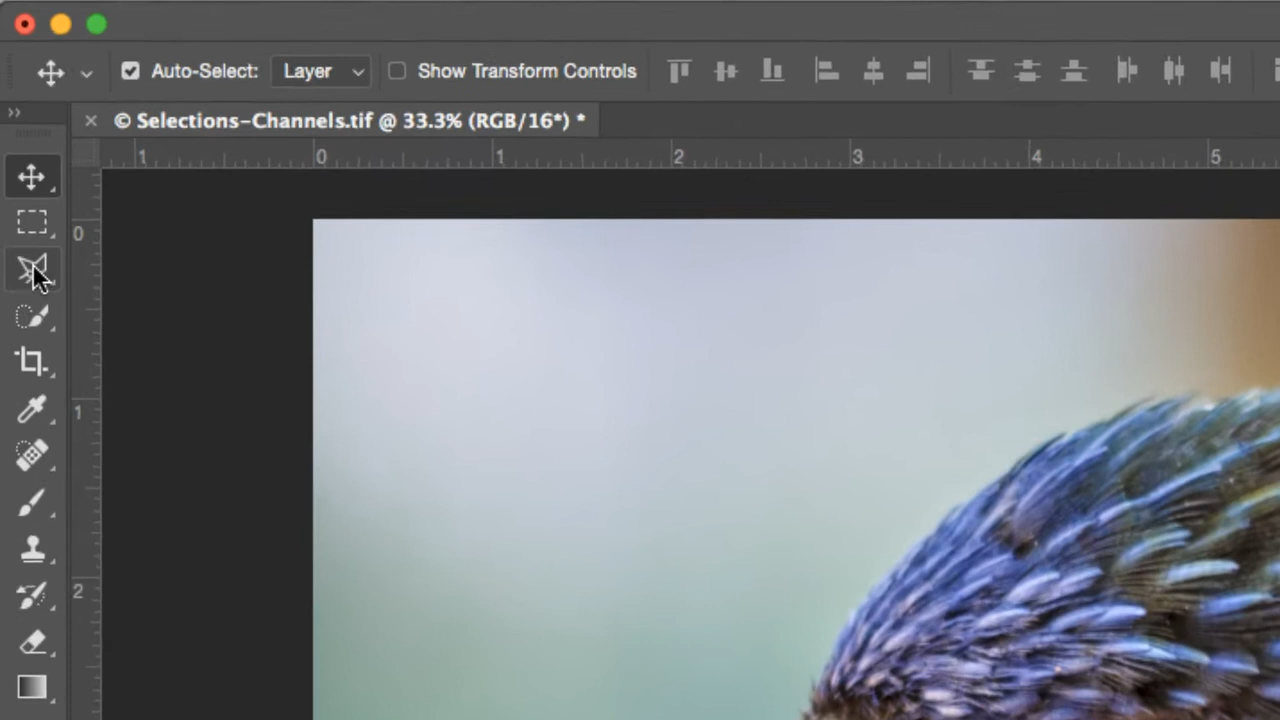 Auto-Select: Layer Show Transform Controls
© Selections-Channels.tif @ 33.3% (RGB/16*) *
1 0 1 2 3 4 5
0
1
2